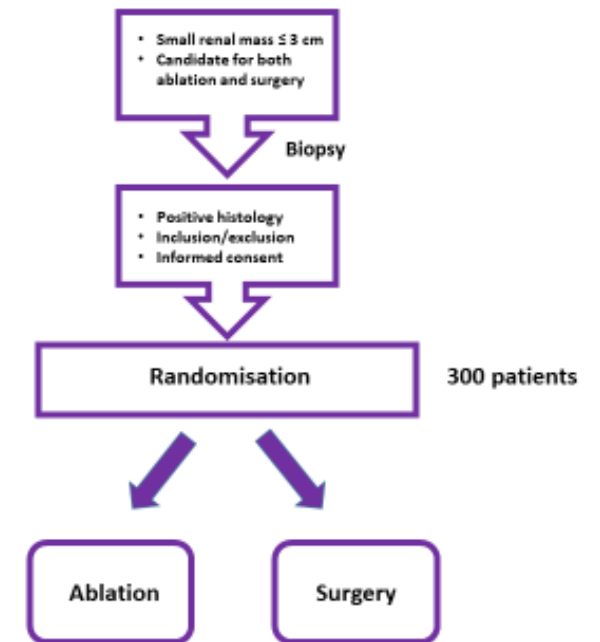 • Small renal mass ≤ 3 cm
• Candidate for both
ablation and surgery
Biopsy
• Positive histology
• Inclusion/exclusion
• Informed consent
Randomisation
300 patients
Ablation
Surgery